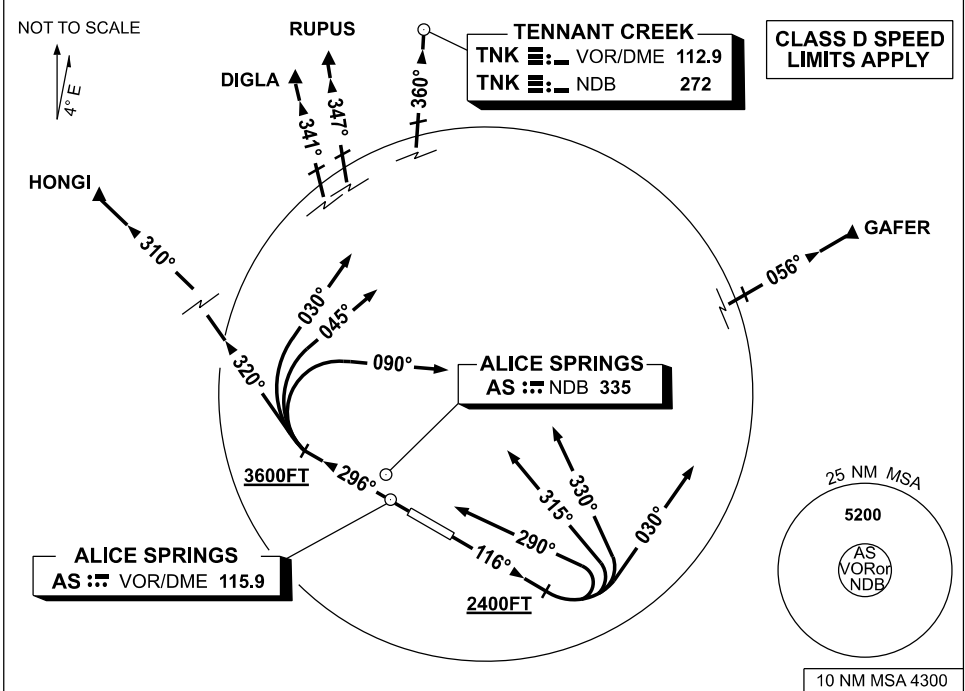 NOT TO SCALE
4° E
RUPUS
DIGLA
TENNANT CREEK
TNK VOR/DME 112.9
TNK NDB 272
CLASS D SPEED
LIMITS APPLY
360°
347°
341°
HONGI
310°
GAFER
056°
030°
045°
320°
090°
ALICE SPRINGS
AS NDB 335
3600FT
296°
330°
315°
030°
290°
116°
2400FT
ALICE SPRINGS
AS VOR/DME 115.9
25 NM MSA
5200
AS
VORor
NDB
10 NM MSA 4300